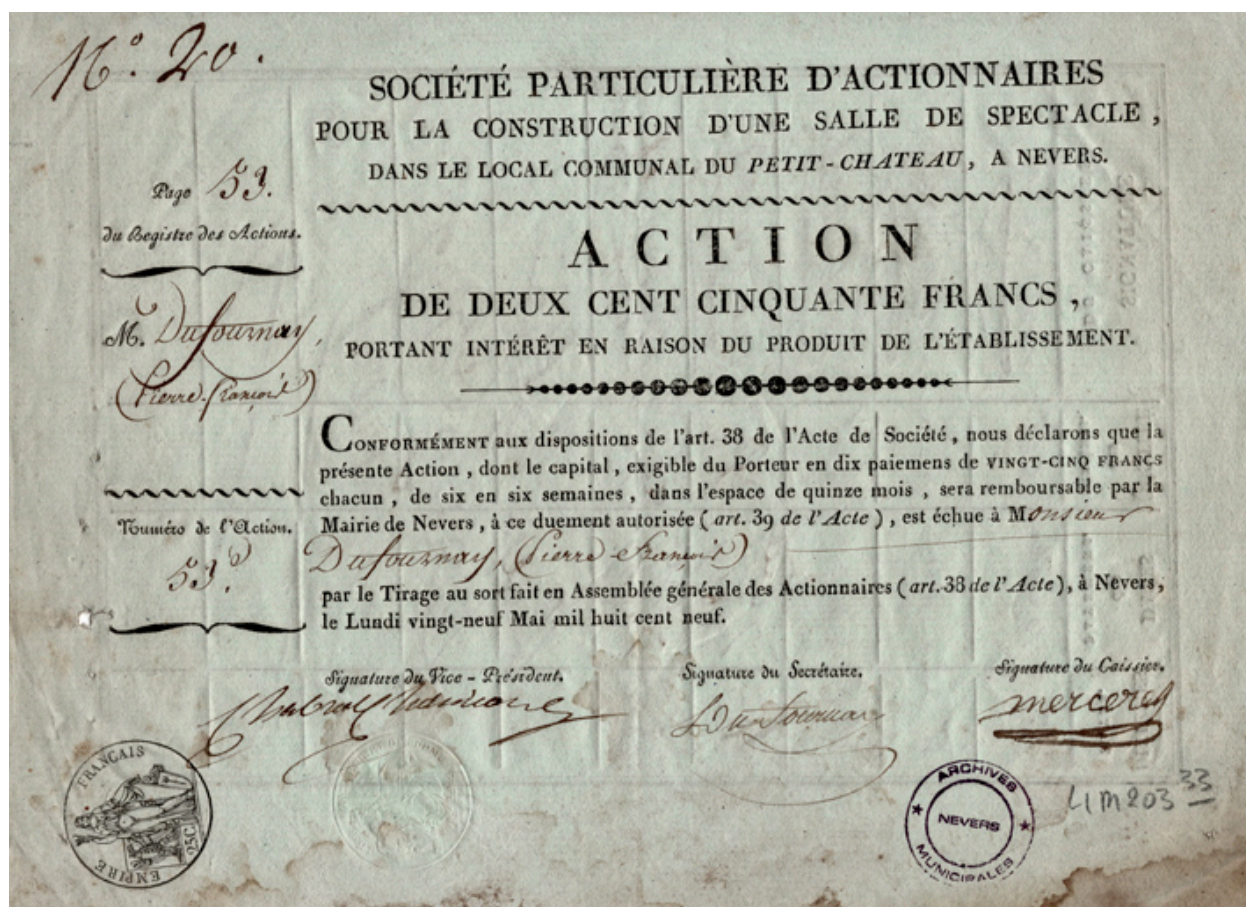 N.º 20.
SOCIÉTÉ PARTICULIÈRE D'ACTIONNAIRES
POUR LA CONSTRUCTION D'UNE SALLE DE SPECTACLE,
DANS LE LOCAL COMMUNAL DU PETIT-CHATEAU, A NEVERS.
Page 53.
du Registre des Actions.
ACTION
DE DEUX CENT CINQUANTE FRANCS,
PORTANT INTÉRÊT EN RAISON DU PRODUIT DE L'ÉTABLISSEMENT.
M. Dufournay,
(Pierre-François)
CONFORMÉMENT aux dispositions de l'art. 38 de l'Acte de Société, nous déclarons que la
présente Action, dont le capital, exigible du Porteur en dix paiemens de VINGT-CINQ FRANCS
chacun, de six en six semaines, dans l'espace de quinze mois, sera remboursable par la
Mairie de Nevers, à ce duement autorisée (art. 39 de l'Acte), est échue à Monsieur
Dufournay, (Pierre-François)
par le Tirage au sort fait en Assemblée générale des Actionnaires (art. 38 de l'Acte), à Nevers,
le Lundi vingt-neuf Mai mil huit cent neuf.
Numéro de l'Action.
53.
Signature du Vice-Président.
Signature du Secrétaire.
Signature du Caissier.
Dufournay
merceray
EMPIRE FRANÇAIS
25C
ARCHIVES
NEVERS
MUNICIPALES
4 M 203 33